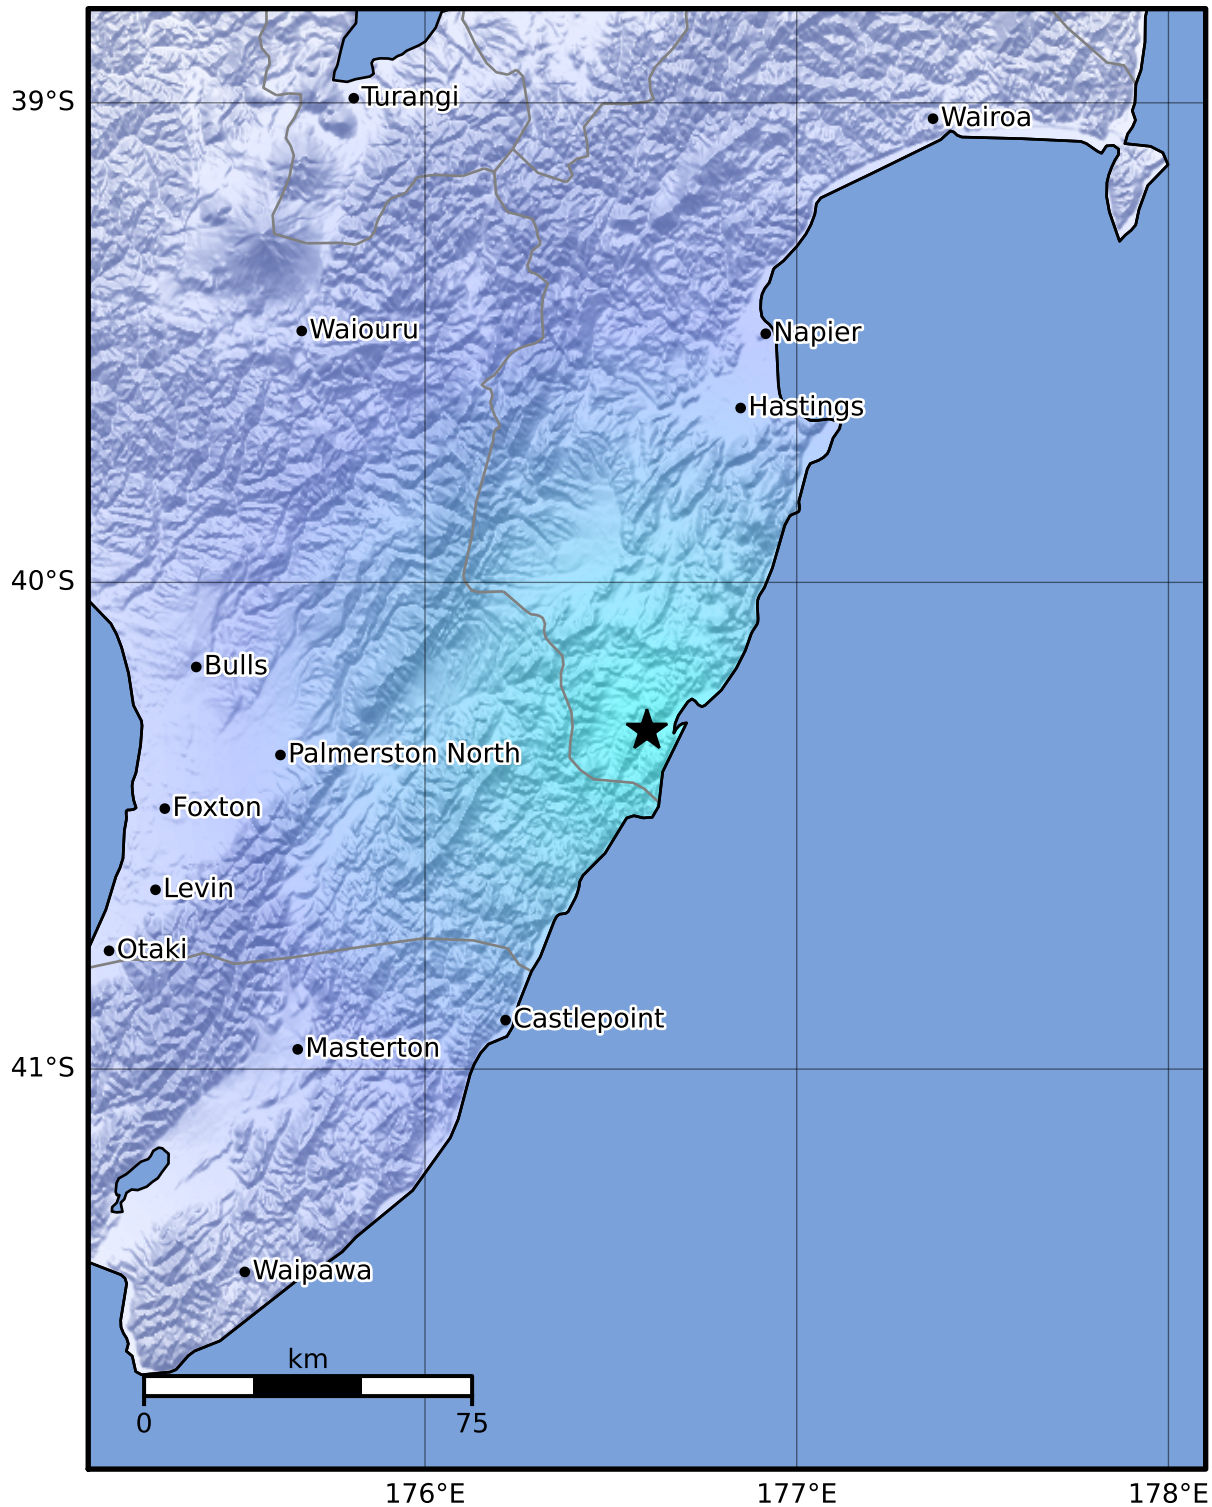 39°S
Turangi
Wairoa
Waiouru
Napier
Hastings
40°S
Bulls
Palmerston North
Foxton
Levin
Otaki
Castlepoint
Masterton
41°S
Waipawa
km
0 75
176°E 177°E 178°E